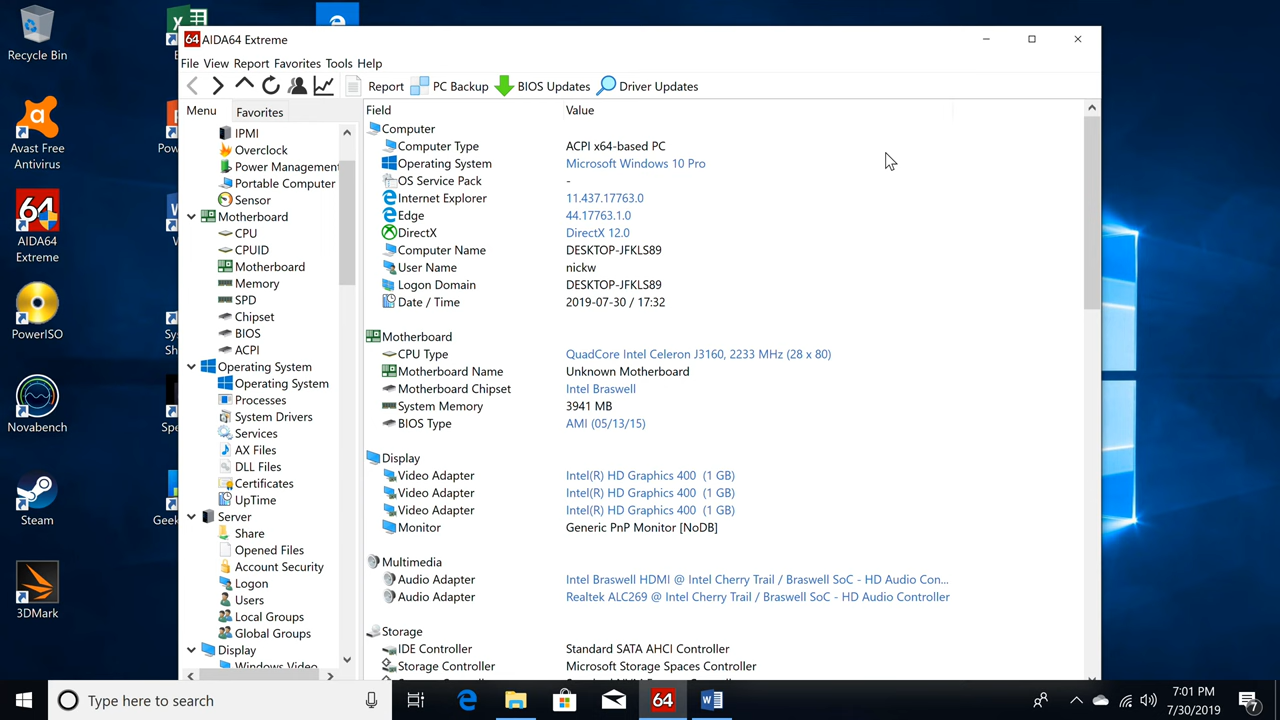 Recycle Bin
Avast Free
Antivirus
64
AIDA64
Extreme
PowerISO
Novabench
Steam
3DMark
64 AIDA64 Extreme
File View Report Favorites Tools Help
Report PC Backup BIOS Updates Driver Updates
Menu Favorites
IPMI
Overclock
Power Management
Portable Computer
Sensor
Motherboard
CPU
CPUID
Motherboard
Memory
SPD
Chipset
BIOS
ACPI
Operating System
Operating System
Processes
System Drivers
Services
AX Files
DLL Files
Certificates
UpTime
Server
Share
Opened Files
Account Security
Logon
Users
Local Groups
Global Groups
Display
Windows Video
Field Value
Computer
Computer Type ACPI x64-based PC
Operating System Microsoft Windows 10 Pro
OS Service Pack -
Internet Explorer 11.437.17763.0
Edge 44.17763.1.0
DirectX DirectX 12.0
Computer Name DESKTOP-JFKLS89
User Name nickw
Logon Domain DESKTOP-JFKLS89
Date / Time 2019-07-30 / 17:32
Motherboard
CPU Type QuadCore Intel Celeron J3160, 2233 MHz (28 x 80)
Motherboard Name Unknown Motherboard
Motherboard Chipset Intel Braswell
System Memory 3941 MB
BIOS Type AMI (05/13/15)
Display
Video Adapter Intel(R) HD Graphics 400 (1 GB)
Video Adapter Intel(R) HD Graphics 400 (1 GB)
Video Adapter Intel(R) HD Graphics 400 (1 GB)
Monitor Generic PnP Monitor [NoDB]
Multimedia
Audio Adapter Intel Braswell HDMI @ Intel Cherry Trail / Braswell SoC - HD Audio Con...
Audio Adapter Realtek ALC269 @ Intel Cherry Trail / Braswell SoC - HD Audio Controller
Storage
IDE Controller Standard SATA AHCI Controller
Storage Controller Microsoft Storage Spaces Controller
Type here to search
64
7:01 PM
7/30/2019
7